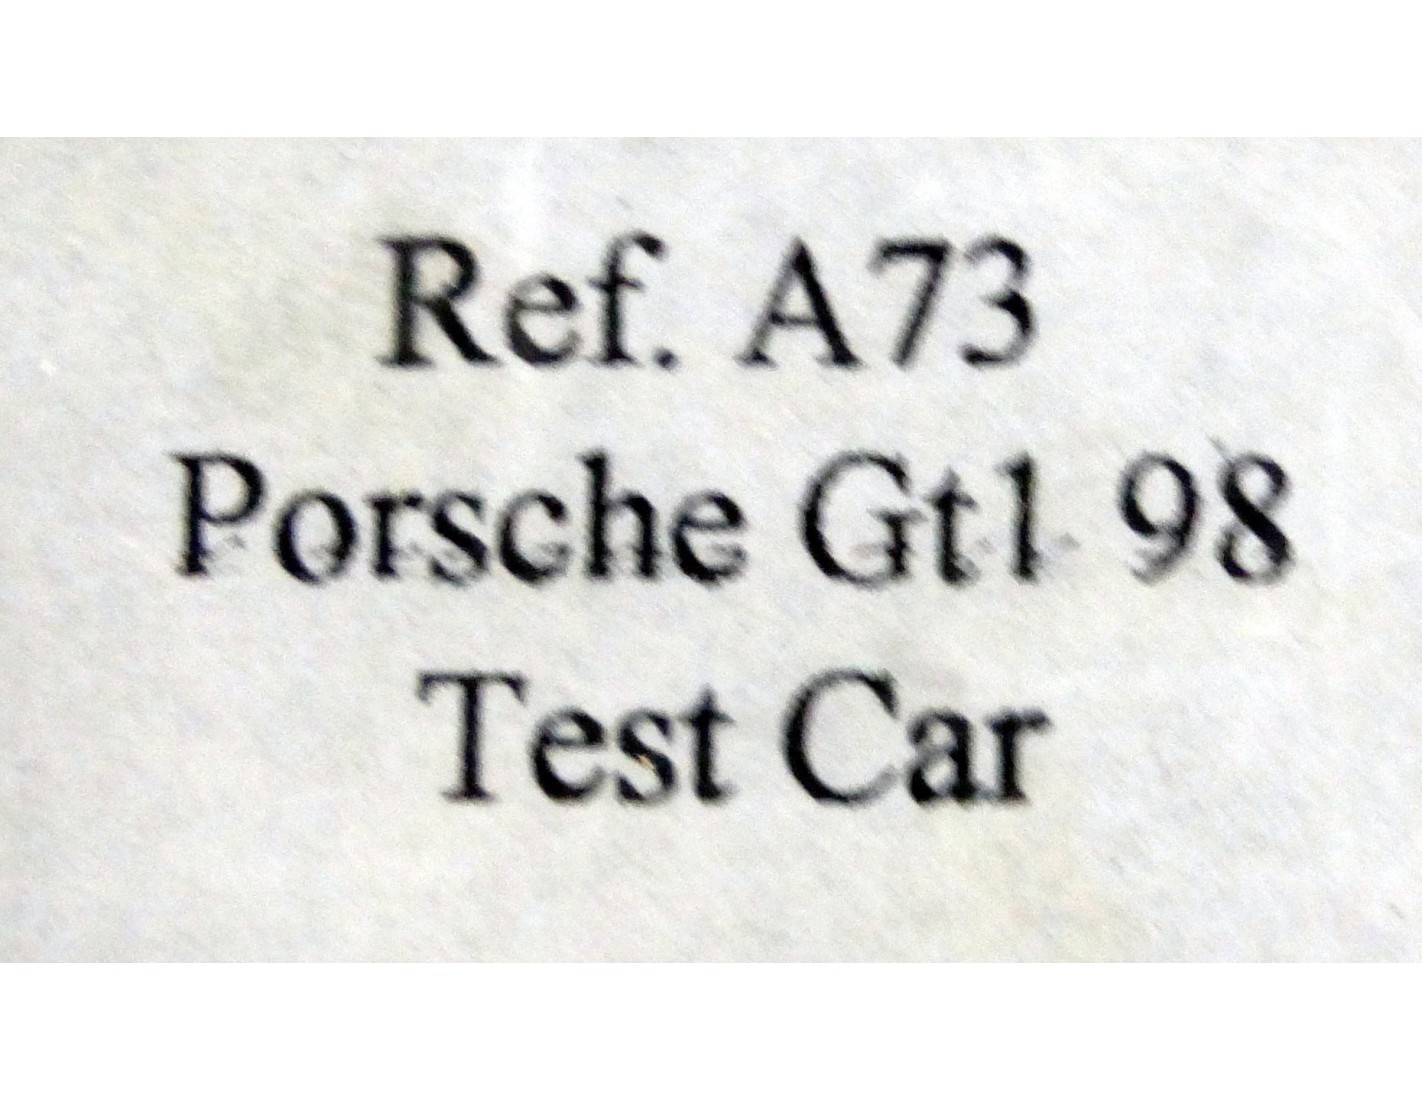 Ref. A73
Porsche Gt1 98
Test Car